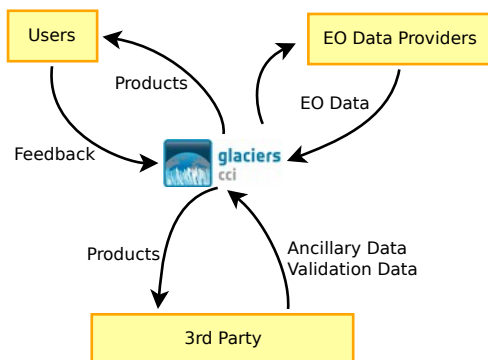 Users
EO Data Providers
Products
EO Data
Feedback
glaciers
cci
Products
Ancillary Data
Validation Data
3rd Party